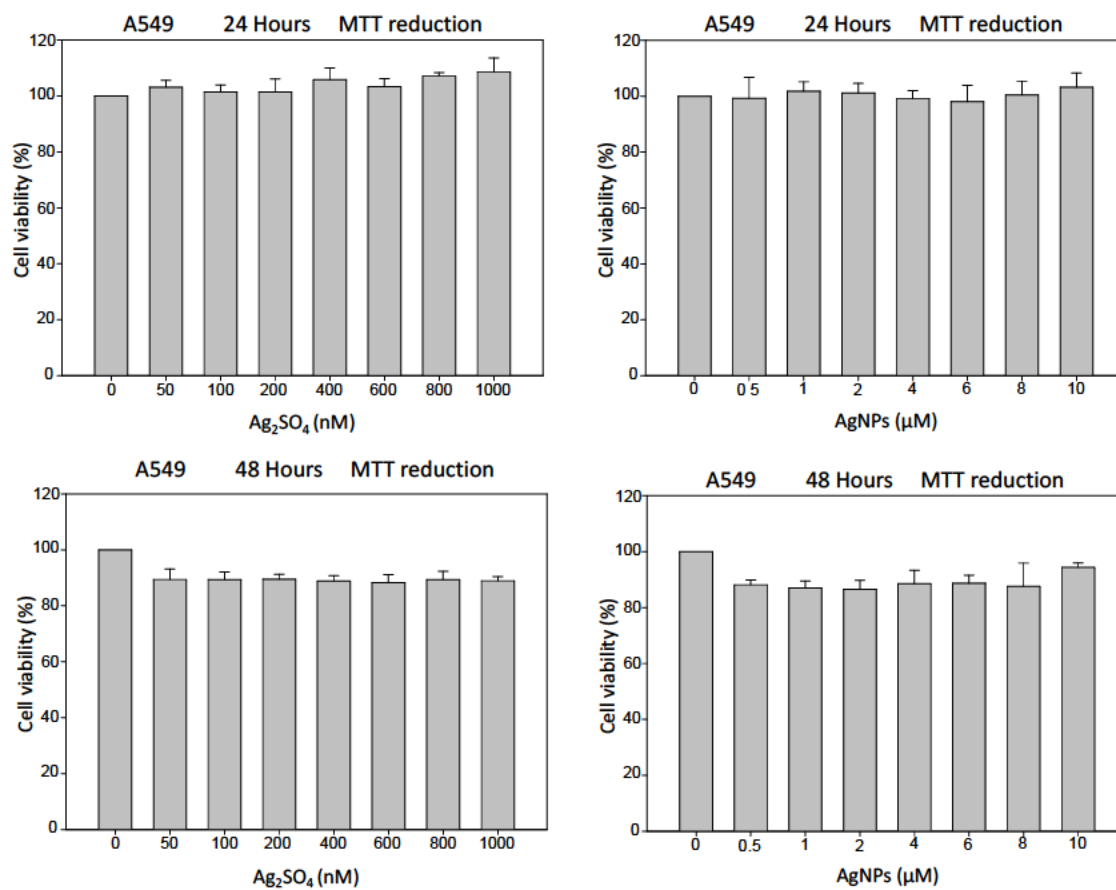 A549 24 Hours MTT reduction
120
100
80
60
40
20
0
Cell viability (%)
0 50 100 200 400 600 800 1000
Ag₂SO₄ (nM)
A549 24 Hours MTT reduction
120
100
80
60
40
20
0
Cell viability (%)
0 0 5 1 2 4 6 8 10
AgNPs (μM)
A549 48 Hours MTT reduction
120
100
80
60
40
20
0
Cell viability (%)
0 50 100 200 400 600 800 1000
Ag₂SO₄ (nM)
A549 48 Hours MTT reduction
120
100
80
60
40
20
0
Cell viability (%)
0 0.5 1 2 4 6 8 10
AgNPs (μM)